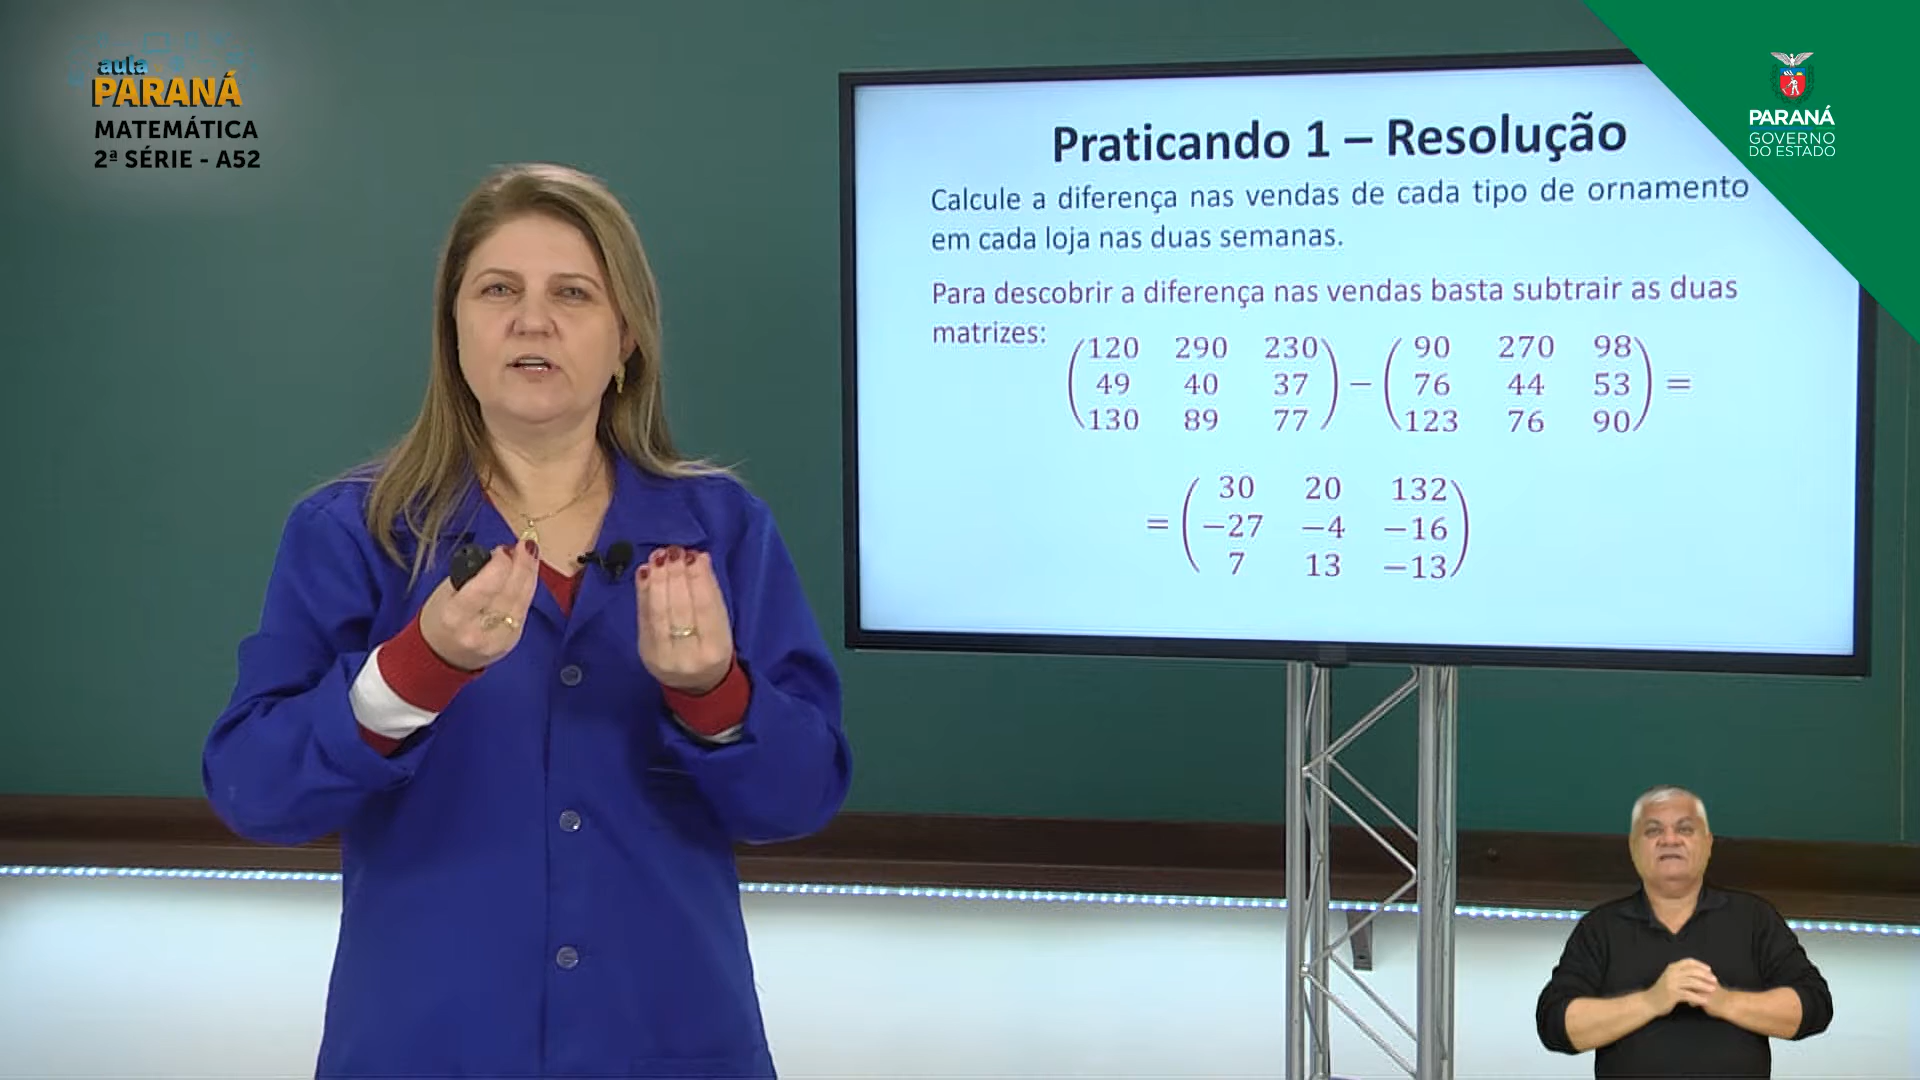 aula
PARANÁ
MATEMÁTICA
2ª SÉRIE - A52
PARANÁ
GOVERNO
DO ESTADO
Praticando 1 – Resolução
Calcule a diferença nas vendas de cada tipo de ornamento
em cada loja nas duas semanas.
Para descobrir a diferença nas vendas basta subtrair as duas
matrizes:
(120 290 230) − (90 270 98) =
(49 40 37) (76 44 53)
(130 89 77) (123 76 90)
= (30 20 132)
(−27 −4 −16)
(7 13 −13)